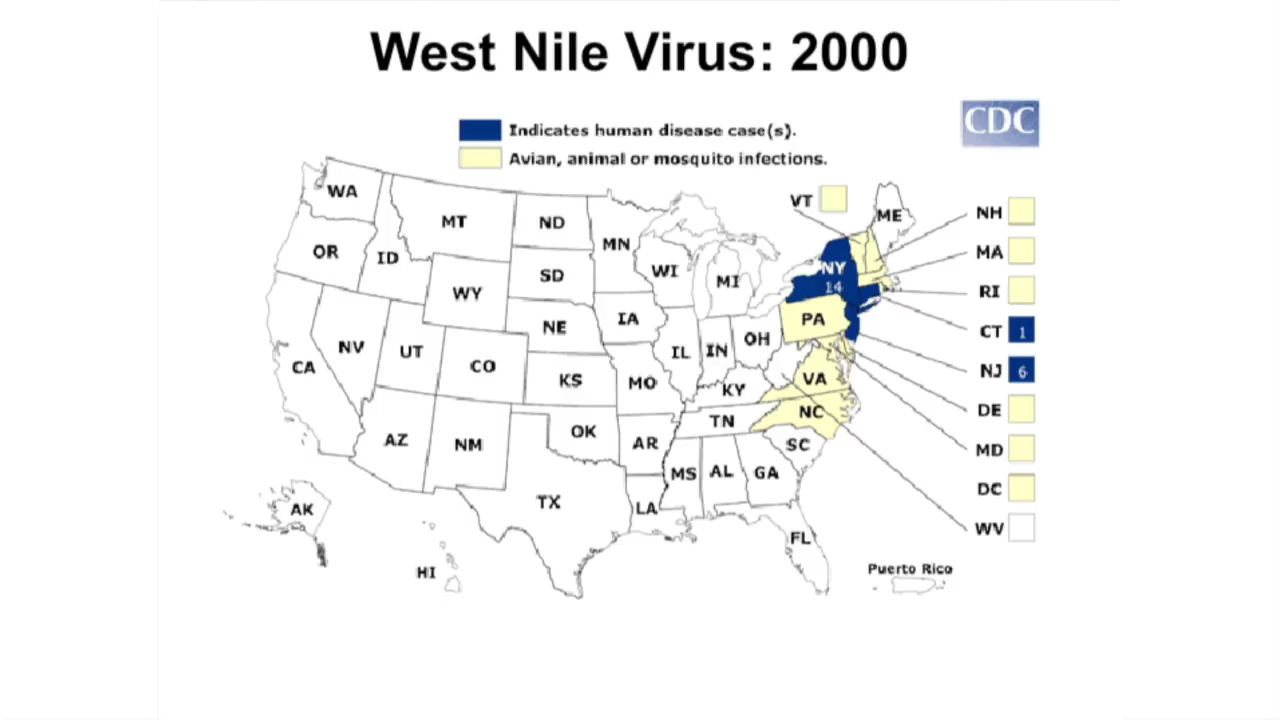 West Nile Virus: 2000
CDC
Indicates human disease case(s).
Avian, animal or mosquito infections.
WA
MT
ND
MN
VT
ME
NH
OR
ID
SD
WI
MI
NY
14
MA
WY
RI
NE
IA
PA
CT 1
NV
UT
CO
IL
IN
OH
NJ 6
CA
KS
MO
KY
VA
DE
AZ
NM
OK
AR
TN
NC
MD
SC
MS
AL
GA
DC
TX
LA
AK
FL
WV
HI
Puerto Rico